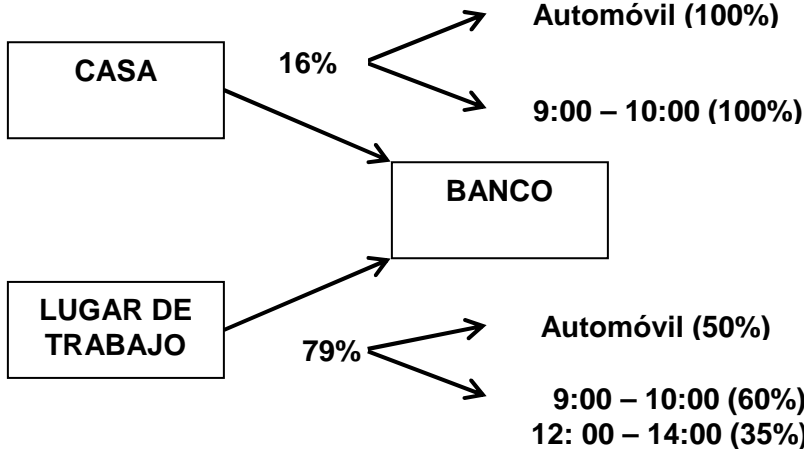 Automóvil (100%)
CASA
16%
9:00 – 10:00 (100%)
BANCO
LUGAR DE
TRABAJO
Automóvil (50%)
79%
9:00 – 10:00 (60%)
12: 00 – 14:00 (35%)